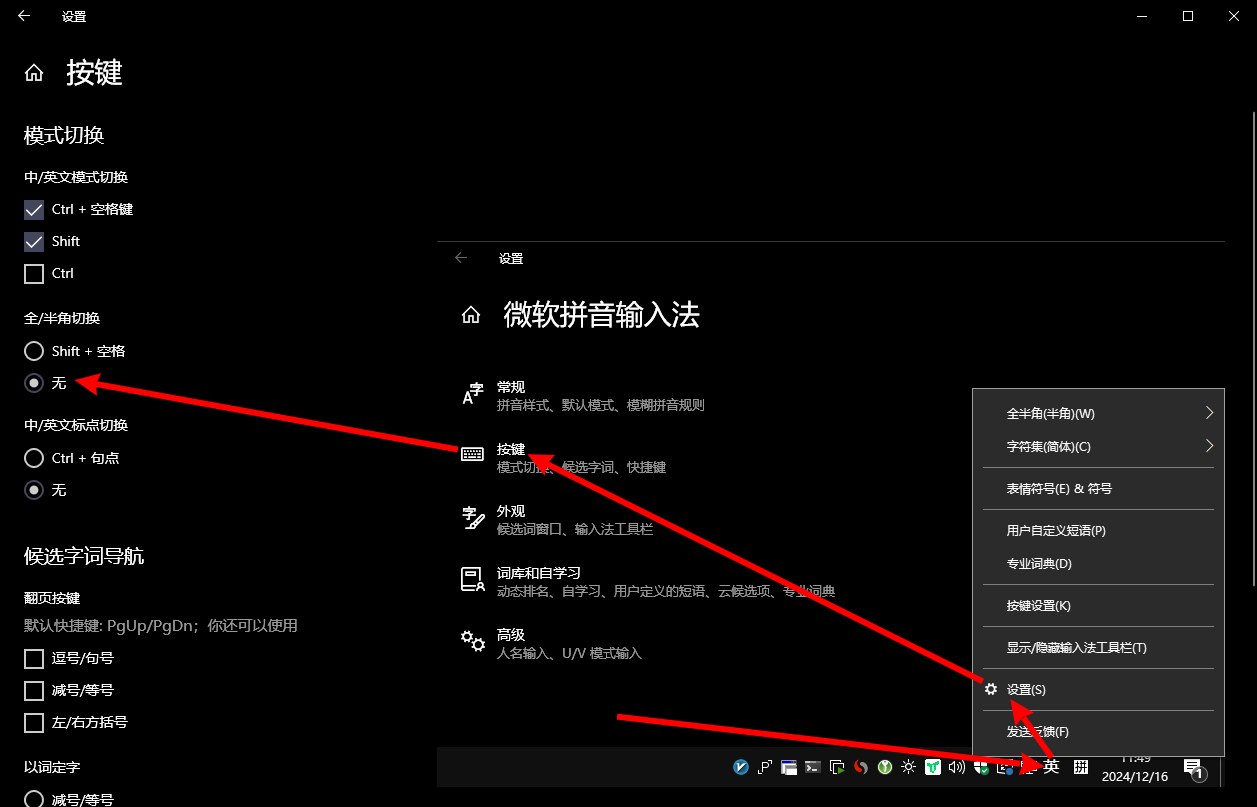 设置
按键
模式切换
中/英文模式切换
Ctrl + 空格键
Shift
Ctrl
全/半角切换
Shift + 空格
无
中/英文标点切换
Ctrl + 句点
无
候选字词导航
翻页按键
默认快捷键: PgUp/PgDn；你还可以使用
逗号/句号
减号/等号
左/右方括号
以词定字
减号/等号
设置
微软拼音输入法
常规
拼音样式、默认模式、模糊拼音规则
按键
模式切换、候选字词、快捷键
外观
候选词窗口、输入法工具栏
词库和自学习
动态排名、自学习、用户定义的短语、云候选项、专业词典
高级
人名输入、U/V 模式输入
全半角(半角)(W)
字符集(简体)(C)
表情符号(E) & 符号
用户自定义短语(P)
专业词典(D)
按键设置(K)
显示/隐藏输入法工具栏(T)
设置(S)
发送反馈(F)
英 拼 11:49
2024/12/16
1